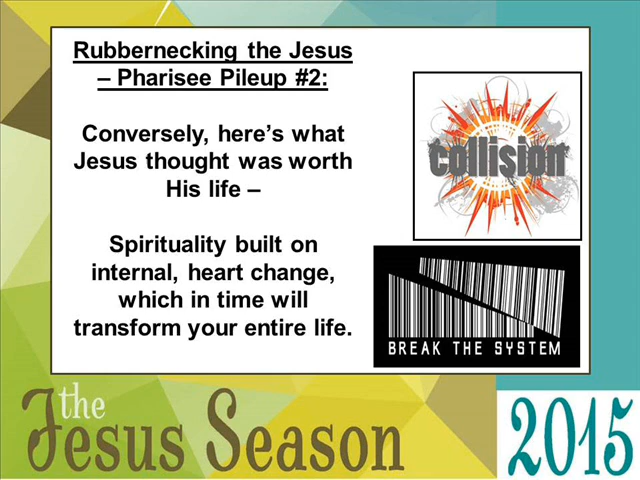 Rubbernecking the Jesus
– Pharisee Pileup #2:
Conversely, here's what
Jesus thought was worth
His life –
Spirituality built on
internal, heart change,
which in time will
transform your entire life.
collision
BREAK THE SYSTEM
the
Jesus Season
2015